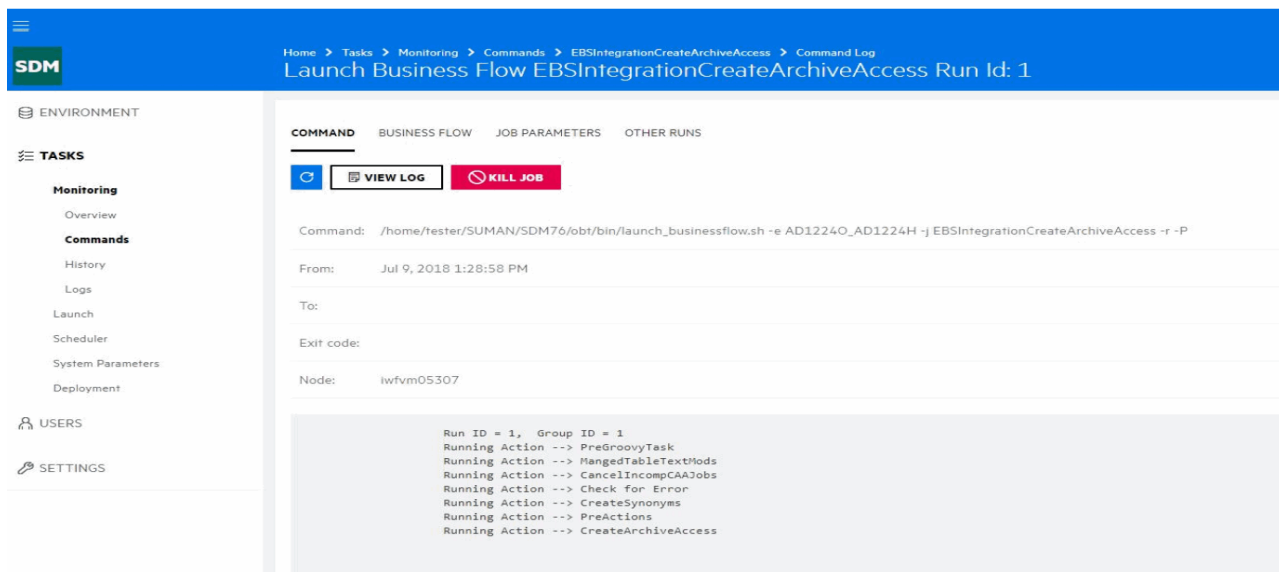 Home > Tasks > Monitoring > Commands > EBSIntegrationCreateArchiveAccess > Command Log
SDM
Launch Business Flow EBSIntegrationCreateArchiveAccess Run Id: 1
ENVIRONMENT
TASKS
Monitoring
Overview
Commands
History
Logs
Launch
Scheduler
System Parameters
Deployment
USERS
SETTINGS
COMMAND BUSINESS FLOW JOB PARAMETERS OTHER RUNS
VIEW LOG KILL JOB
Command: /home/tester/SUMAN/SDM76/obt/bin/launch_businessflow.sh -e AD1224O_AD1224H -j EBSIntegrationCreateArchiveAccess -r -P
From: Jul 9, 2018 1:28:58 PM
To:
Exit code:
Node: iwfvm05307
Run ID = 1, Group ID = 1
Running Action --> PreGroovyTask
Running Action --> MangedTableTextMods
Running Action --> CancelIncompCAAJobs
Running Action --> Check for Error
Running Action --> CreateSynonyms
Running Action --> PreActions
Running Action --> CreateArchiveAccess